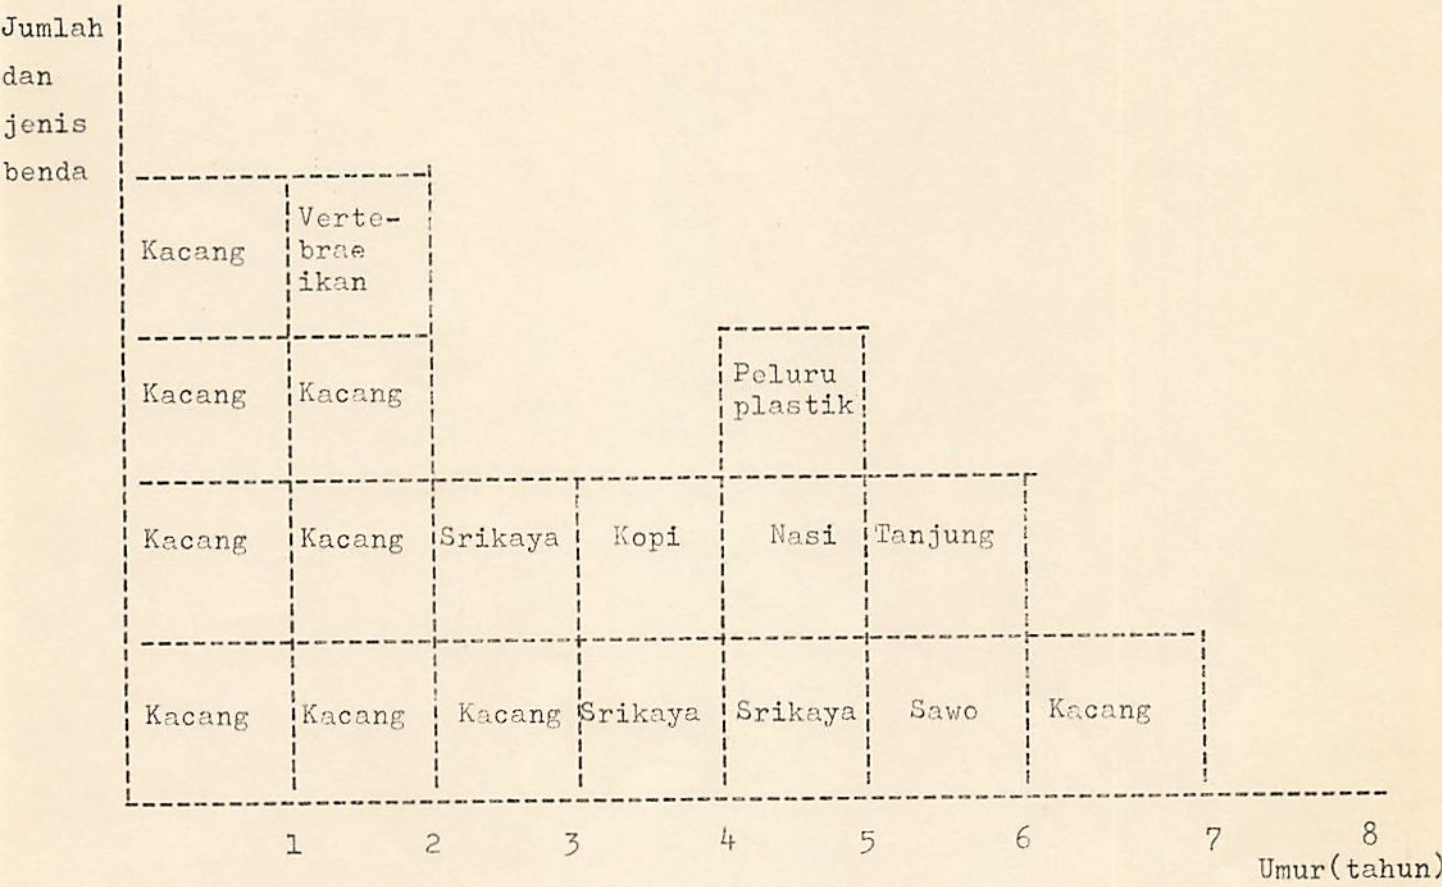 Jumlah
dan
jenis
benda
Kacang
Verte-
brae
ikan
Kacang
Kacang
Peluru
plastik
Kacang
Kacang
Srikaya
Kopi
Nasi
Tanjung
Kacang
Kacang
Kacang
Srikaya
Srikaya
Sawo
Kacang
1 2 3 4 5 6 7 8
Umur(tahun)